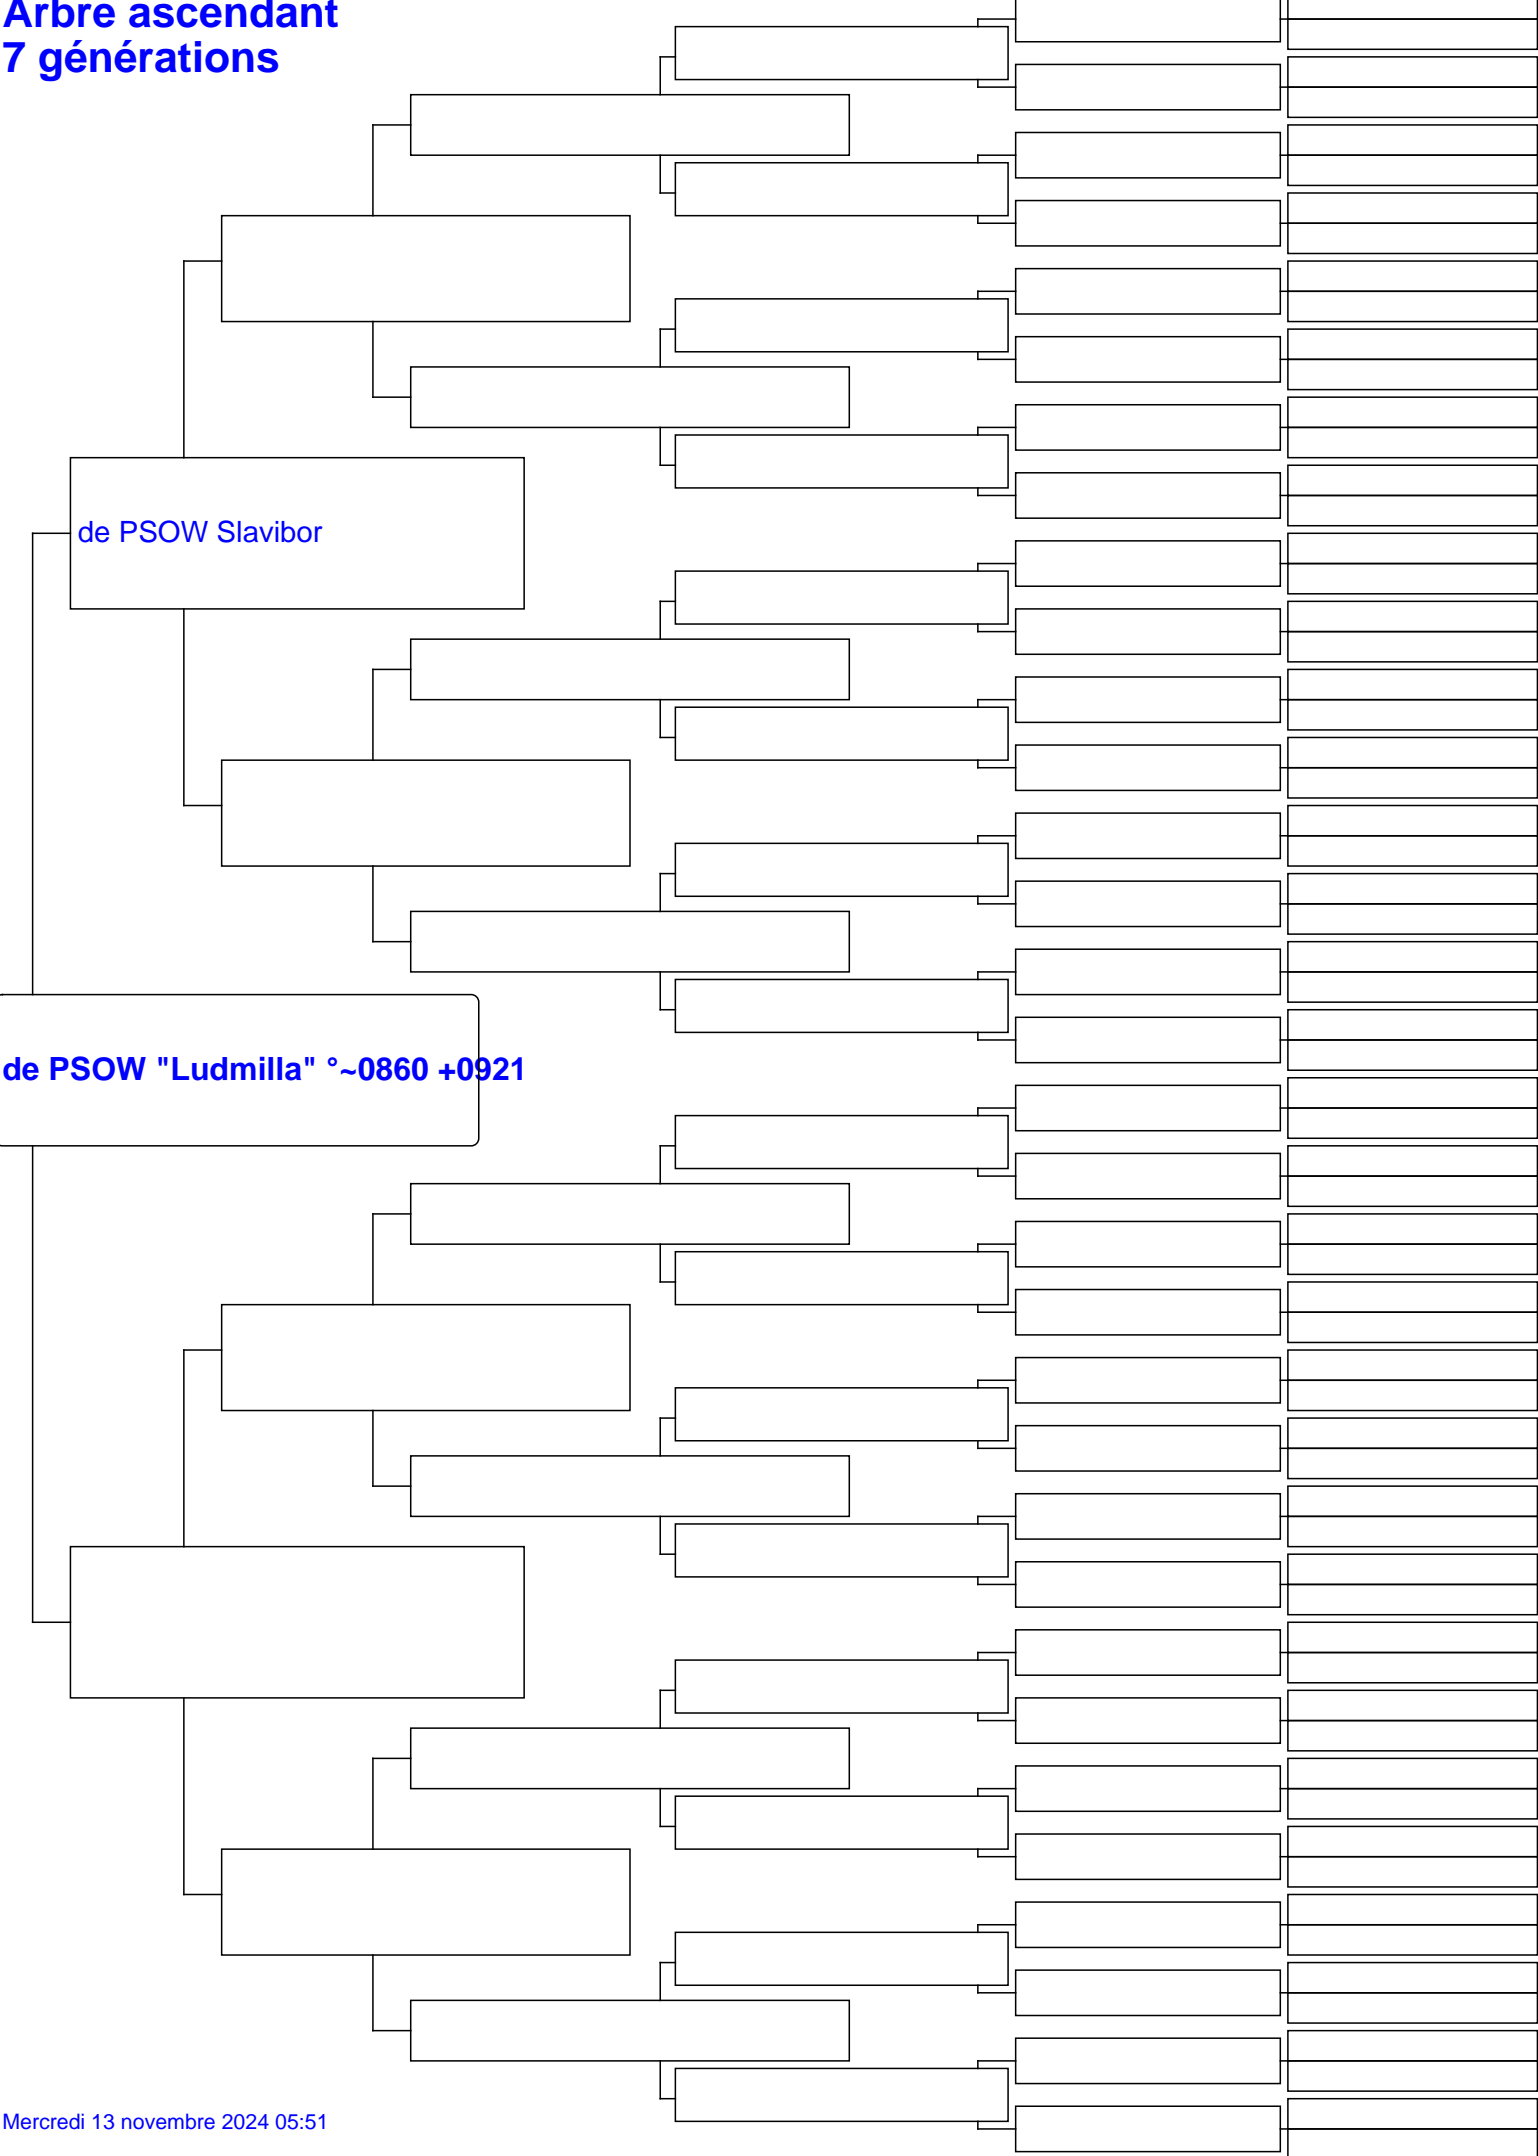 Arbre ascendant
7 générations
de PSOW Slavibor
de PSOW "Ludmilla" °~0860 +0921
Mercredi 13 novembre 2024 05:51